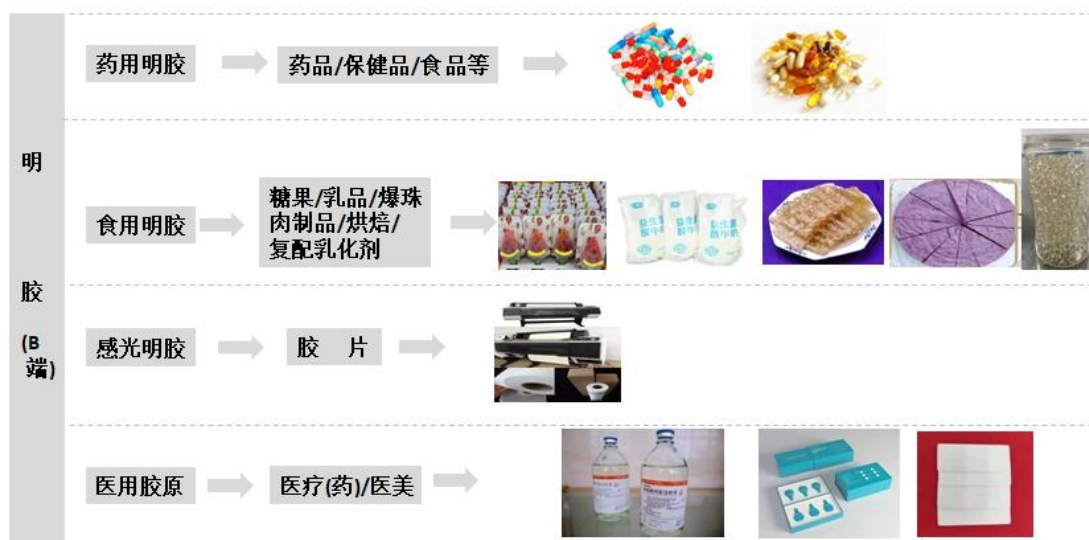 明
胶
(B
端)
药用明胶
药品/保健品/食品等
食用明胶
糖果/乳品/爆珠
肉制品/烘焙/
复配乳化剂
感光明胶
胶 片
医用胶原
医疗(药)/医美